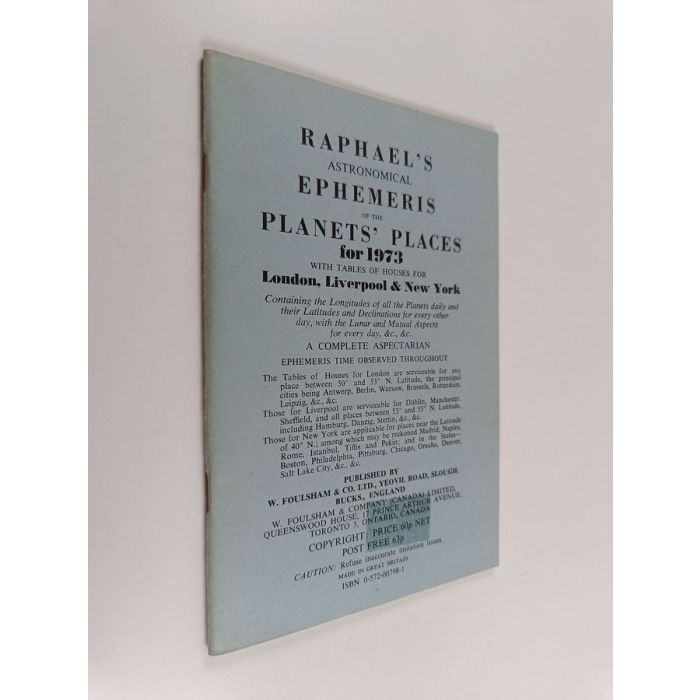 RAPHAEL'S
ASTRONOMICAL
EPHEMERIS
OF THE
PLANETS' PLACES
for 1973
WITH TABLES OF HOUSES FOR
London, Liverpool & New York
Containing the Longitudes of all the Planets daily and
their Latitudes and Declinations for every other
day, with the Lunar and Mutual Aspects
for every day, &c., &c.
A COMPLETE ASPECTARIAN
EPHEMERIS TIME OBSERVED THROUGHOUT
The Tables of Houses for London are serviceable for any
place between 50° and 53° N. Latitude, the principal
cities being Antwerp, Berlin, Warsaw, Brussels, Rotterdam,
Leipzig, &c., &c.
Those for Liverpool are serviceable for Dublin, Manchester,
Sheffield, and all places between 53° and 55° N. Latitude,
including Hamburg, Danzig, Stettin, &c., &c.
Those for New York are applicable for places near the Latitude
of 40° N.; among which may be reckoned Madrid, Naples,
Rome, Istanbul, Tiflis and Pekin; and in the States—
Boston, Philadelphia, Pittsburg, Chicago, Omaha, Denver,
Salt Lake City, &c., &c.
PUBLISHED BY
W. FOULSHAM & CO. LTD., YEOVIL ROAD, SLOUGH,
BUCKS., ENGLAND
W. FOULSHAM & COMPANY (CANADA) LIMITED,
QUEENSWOOD HOUSE, 17 PRINCE ARTHUR AVENUE,
TORONTO 5, ONTARIO, CANADA
COPYRIGHT: PRICE 60p NET
POST FREE 63p
CAUTION: Refuse inaccurate imitation issues
MADE IN GREAT BRITAIN
ISBN 0-572-00798-1